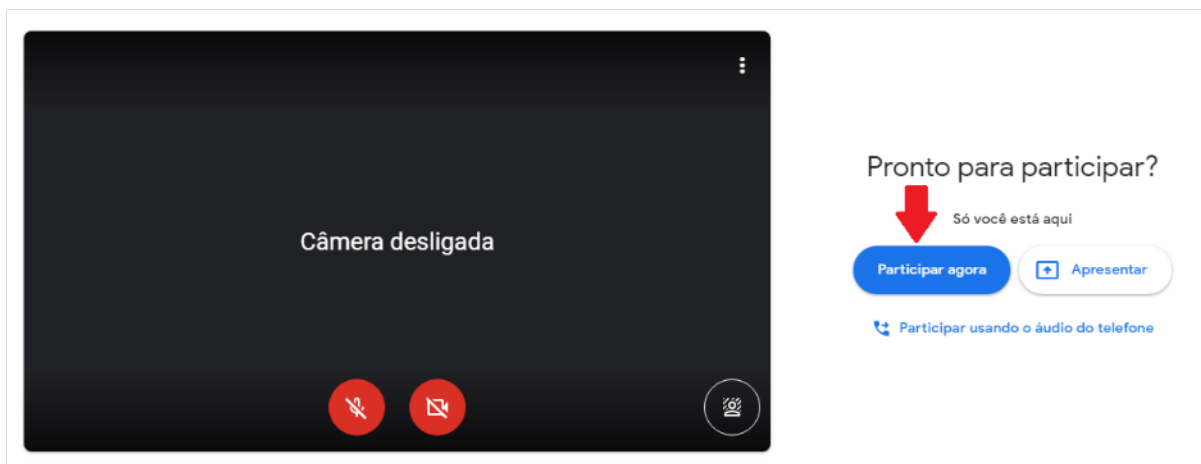 Câmera desligada
Pronto para participar?
Só você está aqui
Participar agora
Apresentar
Participar usando o áudio do telefone